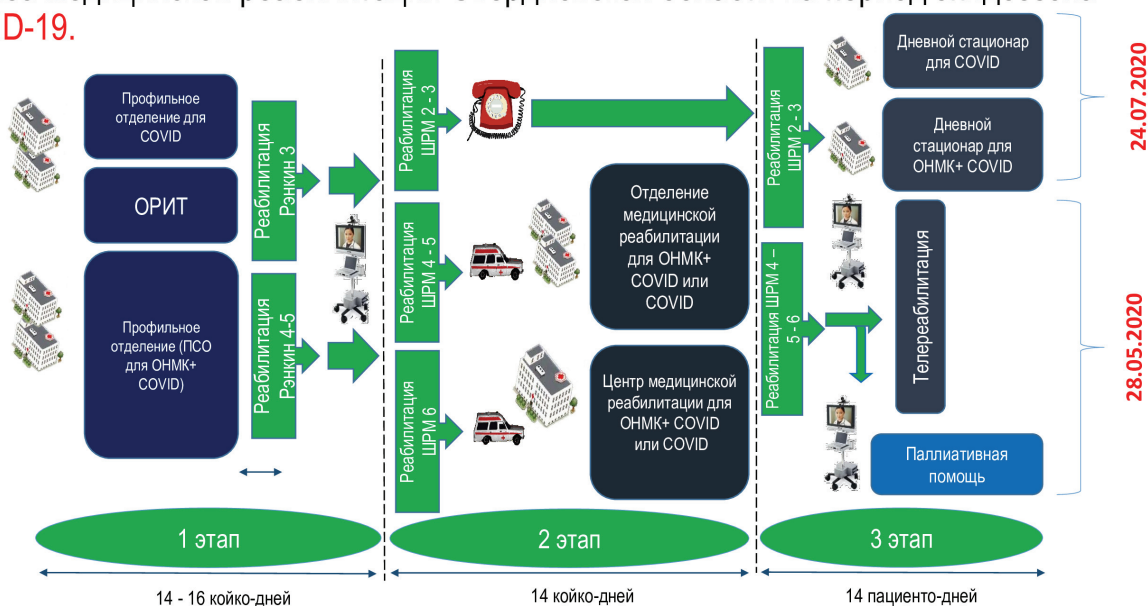 D-19.
Профильное
отделение для
COVID
ОРИТ
Профильное
отделение (ПСО
для ОНМК+
COVID)
Реабилитация
Рэнкин 3
Реабилитация
Рэнкин 4-5
Реабилитация
ШРМ 2 - 3
Реабилитация
ШРМ 4 - 5
Реабилитация
ШРМ 6
Отделение
медицинской
реабилитации
для ОНМК+
COVID или
COVID
Центр медицинской
реабилитации для
ОНМК+ COVID
или COVID
Реабилитация
ШРМ 2 - 3
Реабилитация ШРМ 4 –
5 - 6
Дневной стационар
для COVID
Дневной
стационар для
ОНМК+ COVID
Телереабилитация
Паллиативная
помощь
24.07.2020
28.05.2020
1 этап
2 этап
3 этап
14 - 16 койко-дней
14 койко-дней
14 пациенто-дней